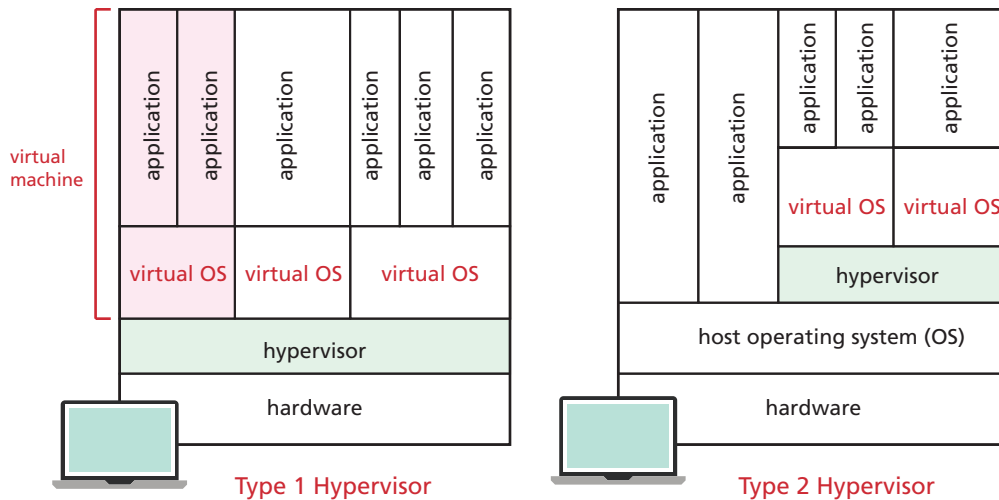 virtual
machine
application
application
application
application
application
application
virtual OS
virtual OS
virtual OS
hypervisor
hardware
Type 1 Hypervisor
application
application
application
application
application
virtual OS
virtual OS
hypervisor
host operating system (OS)
hardware
Type 2 Hypervisor